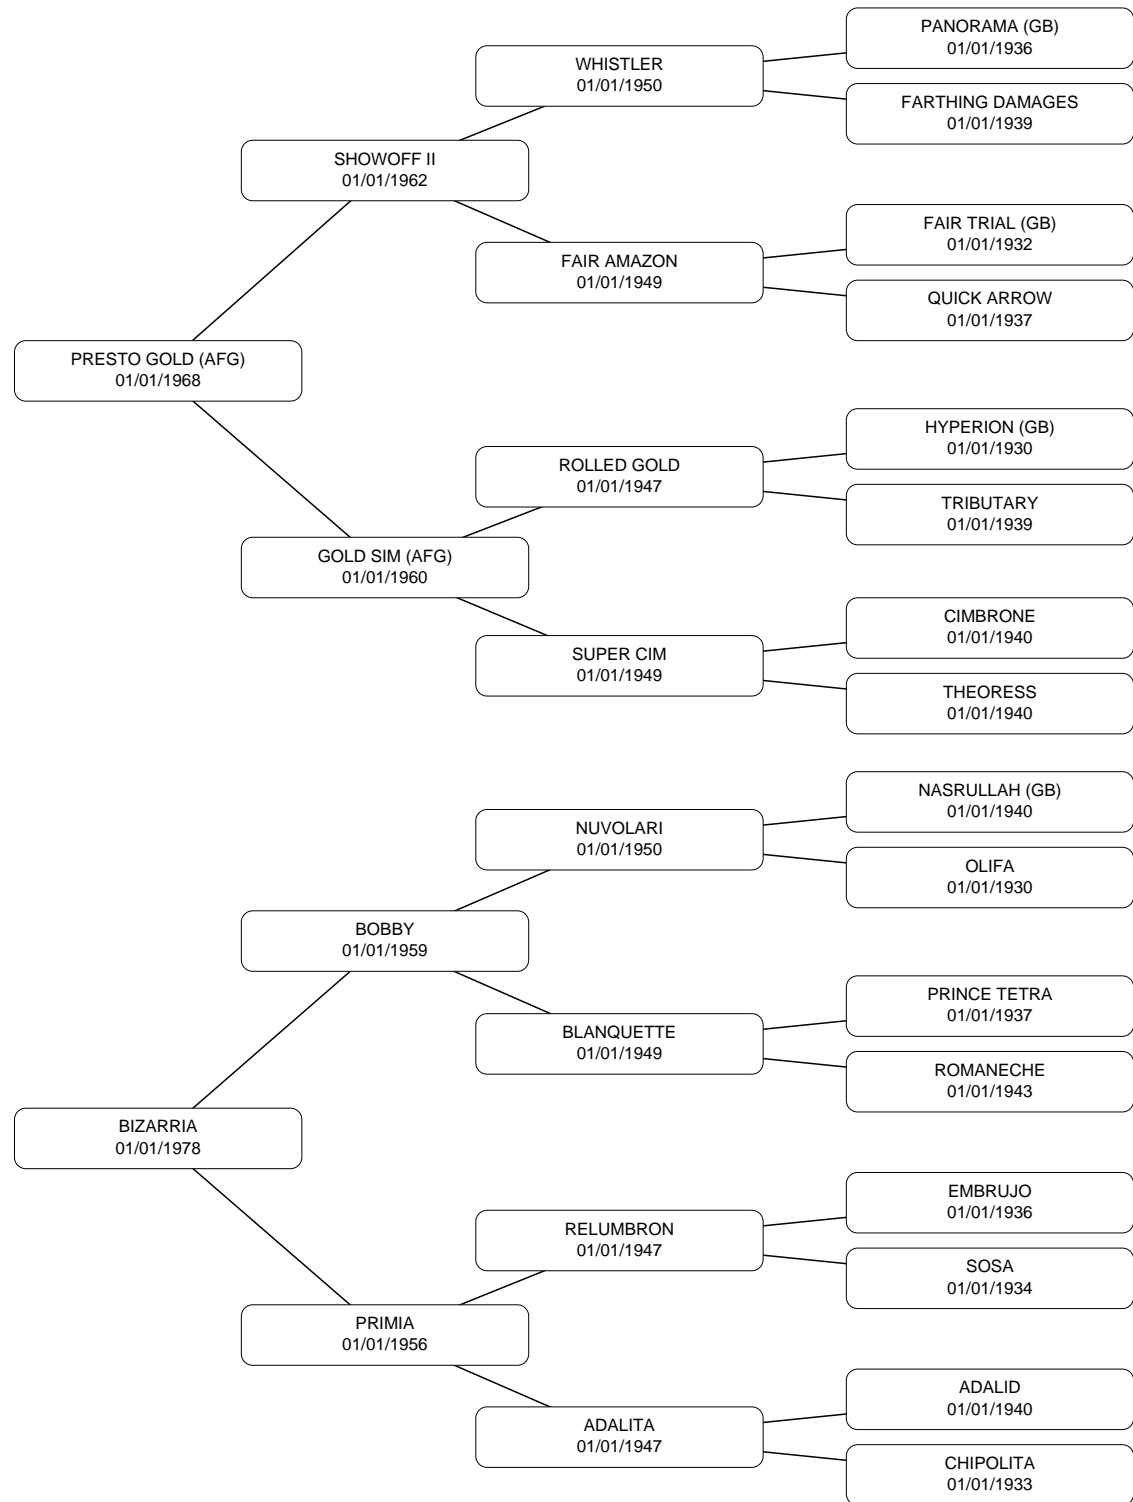 PANORAMA (GB)
01/01/1936
WHISTLER
01/01/1950
FARTHING DAMAGES
01/01/1939
SHOWOFF II
01/01/1962
FAIR TRIAL (GB)
01/01/1932
FAIR AMAZON
01/01/1949
QUICK ARROW
01/01/1937
PRESTO GOLD (AFG)
01/01/1968
HYPERION (GB)
01/01/1930
ROLLED GOLD
01/01/1947
TRIBUTARY
01/01/1939
GOLD SIM (AFG)
01/01/1960
CIMBRONE
01/01/1940
SUPER CIM
01/01/1949
THEORESS
01/01/1940
NASRULLAH (GB)
01/01/1940
NUVOLARI
01/01/1950
OLIFA
01/01/1930
BOBBY
01/01/1959
PRINCE TETRA
01/01/1937
BLANQUETTE
01/01/1949
ROMANECHE
01/01/1943
BIZARRIA
01/01/1978
EMBRUJO
01/01/1936
RELUMBRON
01/01/1947
SOSA
01/01/1934
PRIMIA
01/01/1956
ADALID
01/01/1940
ADALITA
01/01/1947
CHIPOLITA
01/01/1933